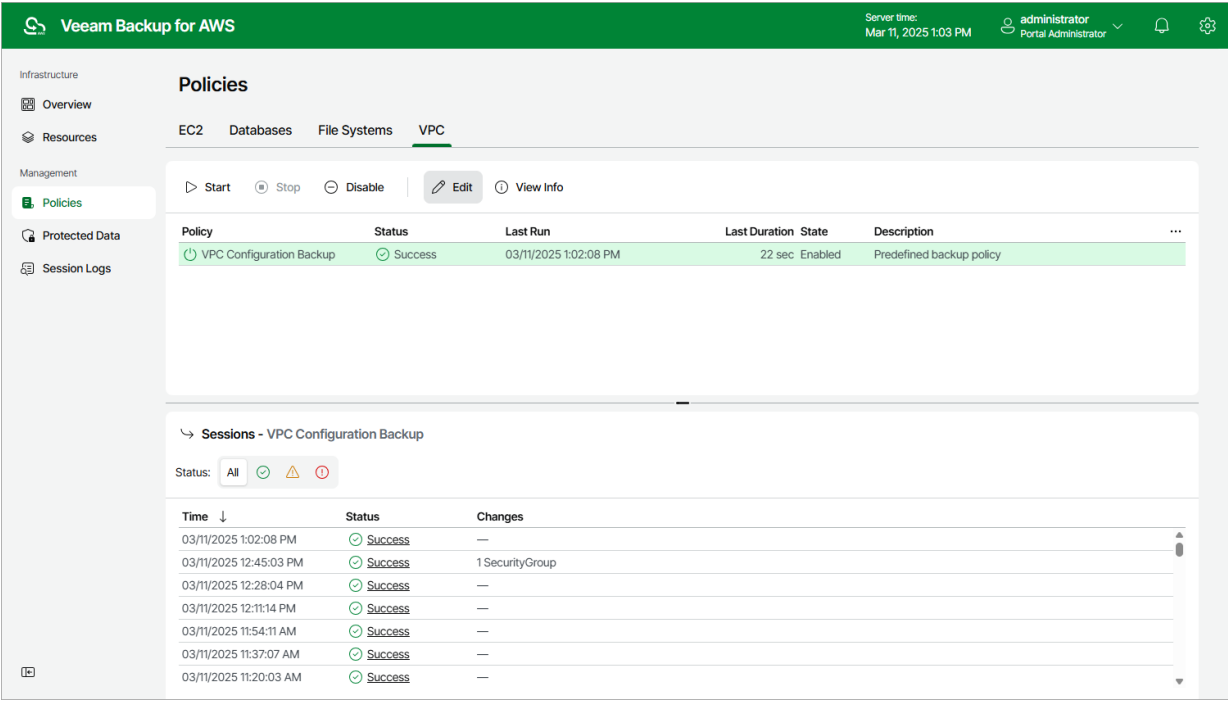 Veeam Backup for AWS
Server time:
Mar 11, 2025 1:03 PM
administrator
Portal Administrator
Infrastructure
Overview
Resources
Management
Policies
Protected Data
Session Logs
Policies
EC2 Databases File Systems VPC
Start Stop Disable Edit View Info
Policy Status Last Run Last Duration State Description ...
VPC Configuration Backup Success 03/11/2025 1:02:08 PM 22 sec Enabled Predefined backup policy
Sessions - VPC Configuration Backup
Status: All
Time Status Changes
03/11/2025 1:02:08 PM Success —
03/11/2025 12:45:03 PM Success 1 SecurityGroup
03/11/2025 12:28:04 PM Success —
03/11/2025 12:11:14 PM Success —
03/11/2025 11:54:11 AM Success —
03/11/2025 11:37:07 AM Success —
03/11/2025 11:20:03 AM Success —